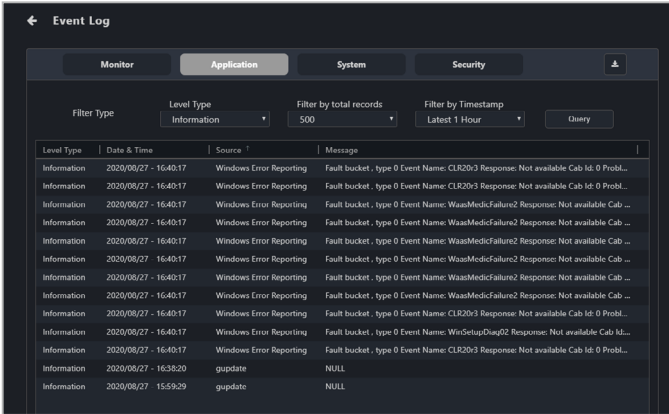 Event Log
Monitor Application System Security
Level Type Filter by total records Filter by Timestamp
Filter Type Information 500 Latest 1 Hour Query
Level Type Date & Time Source ↑ Message
Information 2020/08/27 - 16:40:17 Windows Error Reporting Fault bucket , type 0 Event Name: CLR20r3 Response: Not available Cab Id: 0 Probl...
Information 2020/08/27 - 16:40:17 Windows Error Reporting Fault bucket , type 0 Event Name: WaasMedicFailure2 Response: Not available Cab ...
Information 2020/08/27 - 16:40:17 Windows Error Reporting Fault bucket , type 0 Event Name: WaasMedicFailure2 Response: Not available Cab ...
Information 2020/08/27 - 16:40:17 Windows Error Reporting Fault bucket , type 0 Event Name: WaasMedicFailure2 Response: Not available Cab ...
Information 2020/08/27 - 16:40:17 Windows Error Reporting Fault bucket , type 0 Event Name: WaasMedicFailure2 Response: Not available Cab ...
Information 2020/08/27 - 16:40:17 Windows Error Reporting Fault bucket , type 0 Event Name: WaasMedicFailure2 Response: Not available Cab ...
Information 2020/08/27 - 16:40:17 Windows Error Reporting Fault bucket , type 0 Event Name: WaasMedicFailure2 Response: Not available Cab ...
Information 2020/08/27 - 16:40:17 Windows Error Reporting Fault bucket , type 0 Event Name: WaasMedicFailure2 Response: Not available Cab ...
Information 2020/08/27 - 16:40:17 Windows Error Reporting Fault bucket , type 0 Event Name: CLR20r3 Response: Not available Cab Id: 0 Probl...
Information 2020/08/27 - 16:40:17 Windows Error Reporting Fault bucket , type 0 Event Name: WinSetupDiag02 Response: Not available Cab Id:...
Information 2020/08/27 - 16:40:17 Windows Error Reporting Fault bucket , type 0 Event Name: CLR20r3 Response: Not available Cab Id: 0 Probl...
Information 2020/08/27 - 16:38:20 gupdate NULL
Information 2020/08/27 - 15:59:29 gupdate NULL